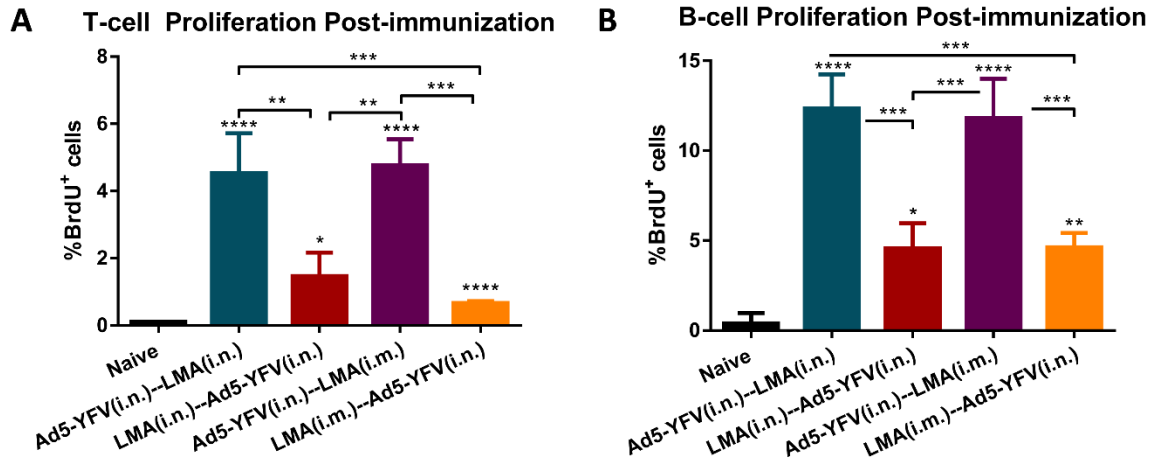 A
T-cell Proliferation Post-immunization
%BrdU+ cells
8
6
4
2
0
***
**
**
***
****
*
****
****
Naive
Ad5-YFV(i.n.)--LMA(i.n.)
LMA(i.n.)--Ad5-YFV(i.n.)
Ad5-YFV(i.n.)--LMA(i.m.)
LMA(i.m.)--Ad5-YFV(i.n.)
B
B-cell Proliferation Post-immunization
%BrdU+ cells
15
10
5
0
***
****
****
***
***
***
*
**
Naive
Ad5-YFV(i.n.)--LMA(i.n.)
LMA(i.n.)--Ad5-YFV(i.n.)
Ad5-YFV(i.n.)--LMA(i.m.)
LMA(i.m.)--Ad5-YFV(i.n.)